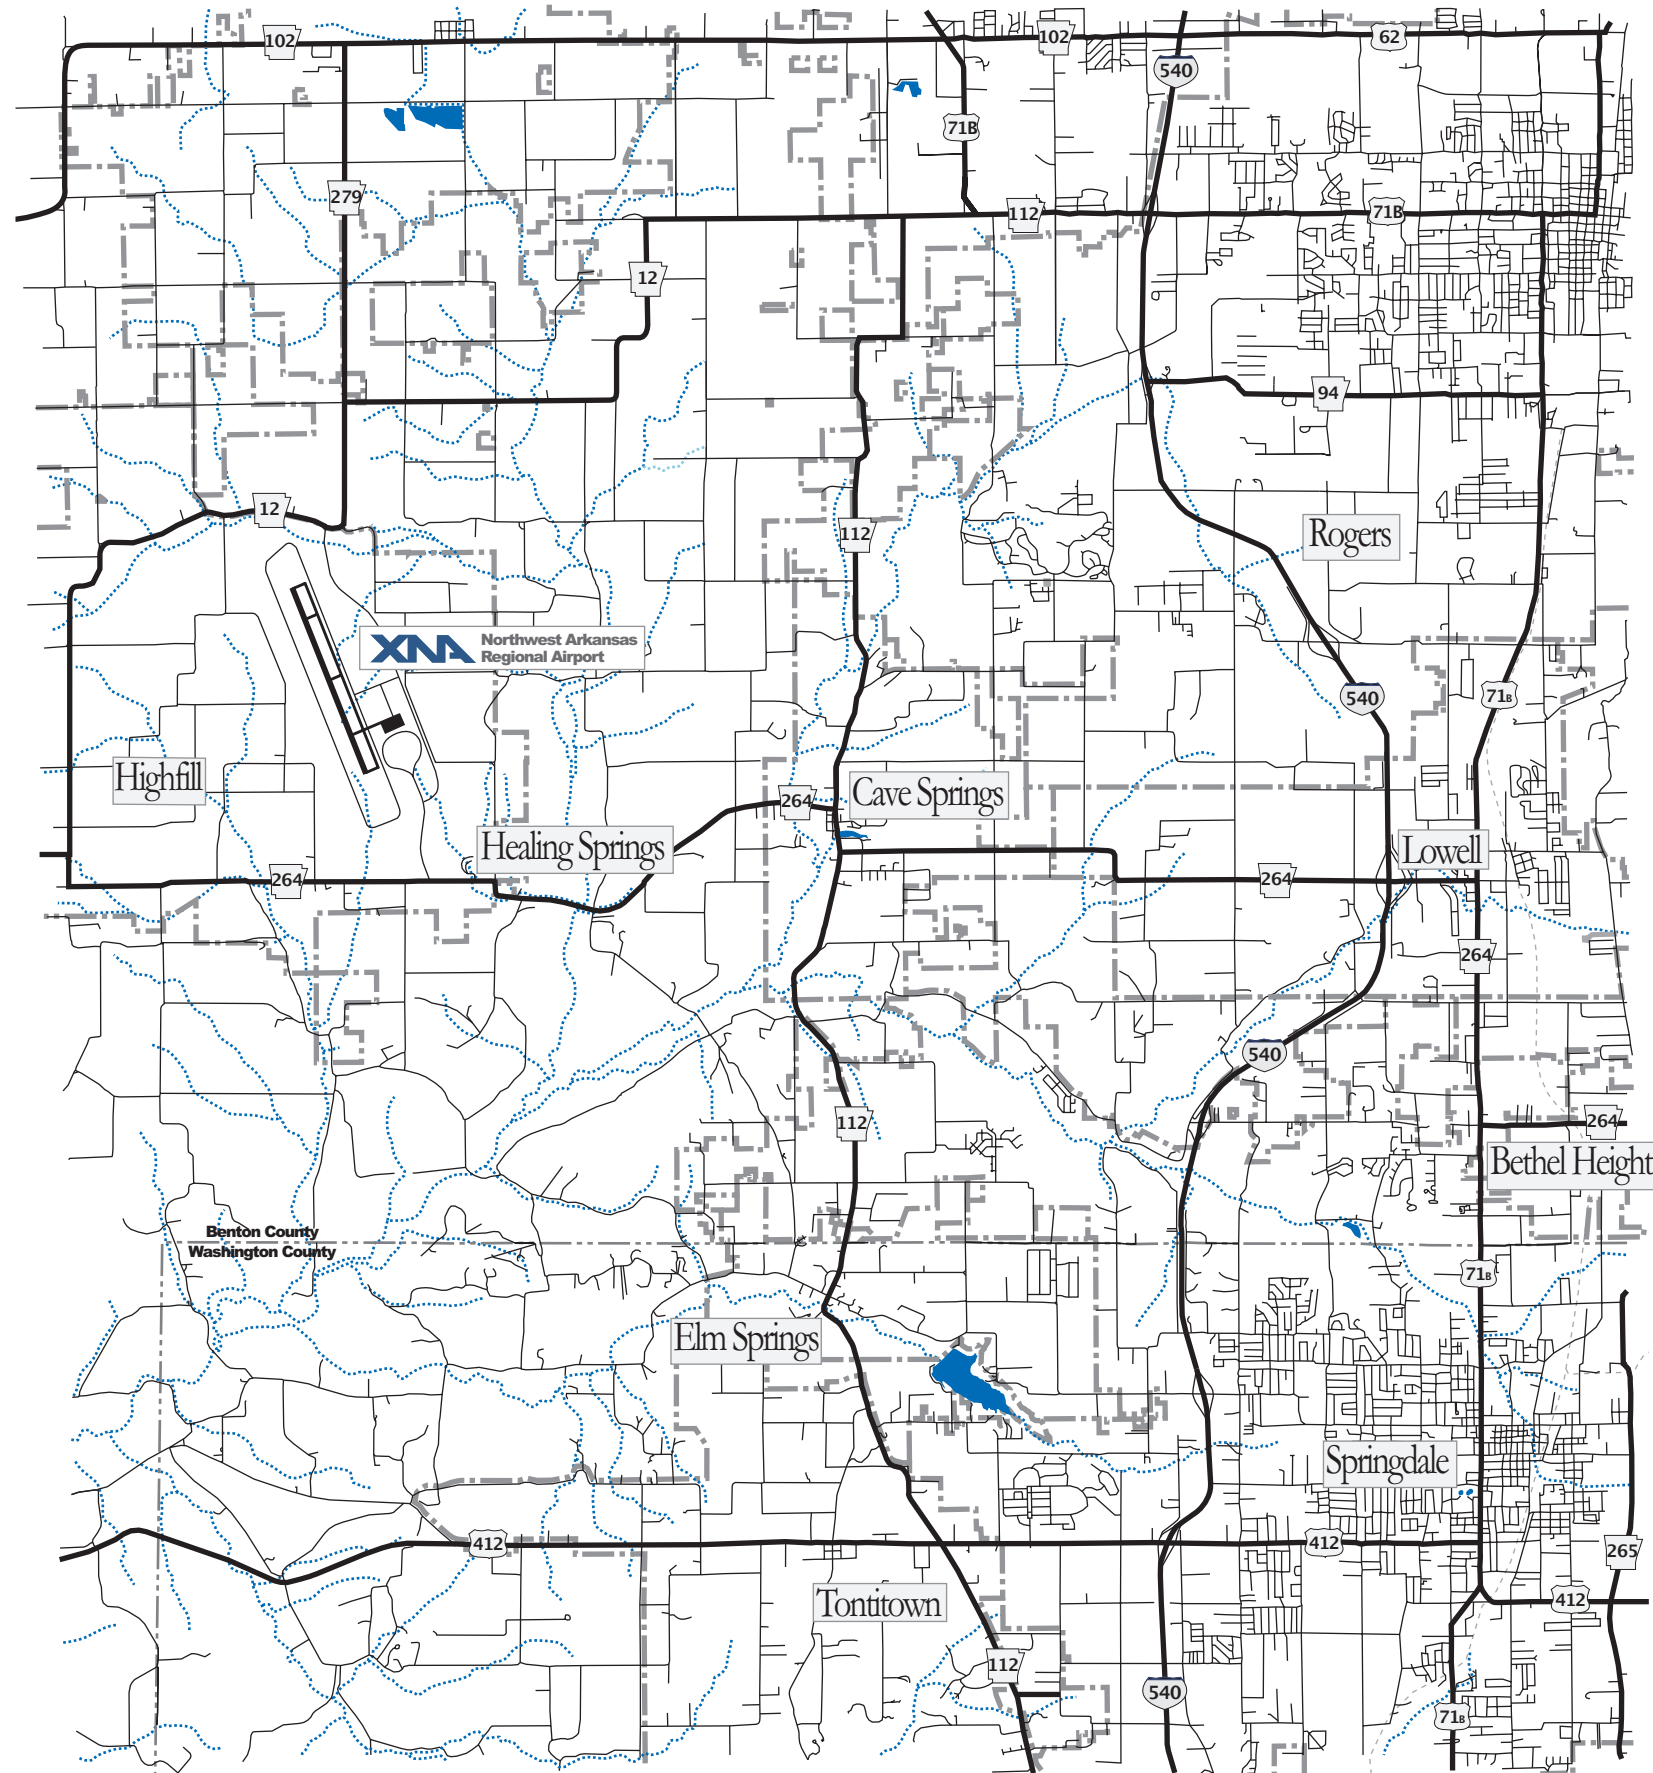 102
102
62
540
71B
279
112
71B
12
94
12
112
Rogers
XNA Northwest Arkansas
Regional Airport
540
71B
Highfill
264
Cave Springs
Healing Springs
Lowell
264
264
264
540
112
264
Bethel Height
Benton County
Washington County
71B
Elm Springs
Springdale
412
412
265
Tontitown
412
112
540
71B